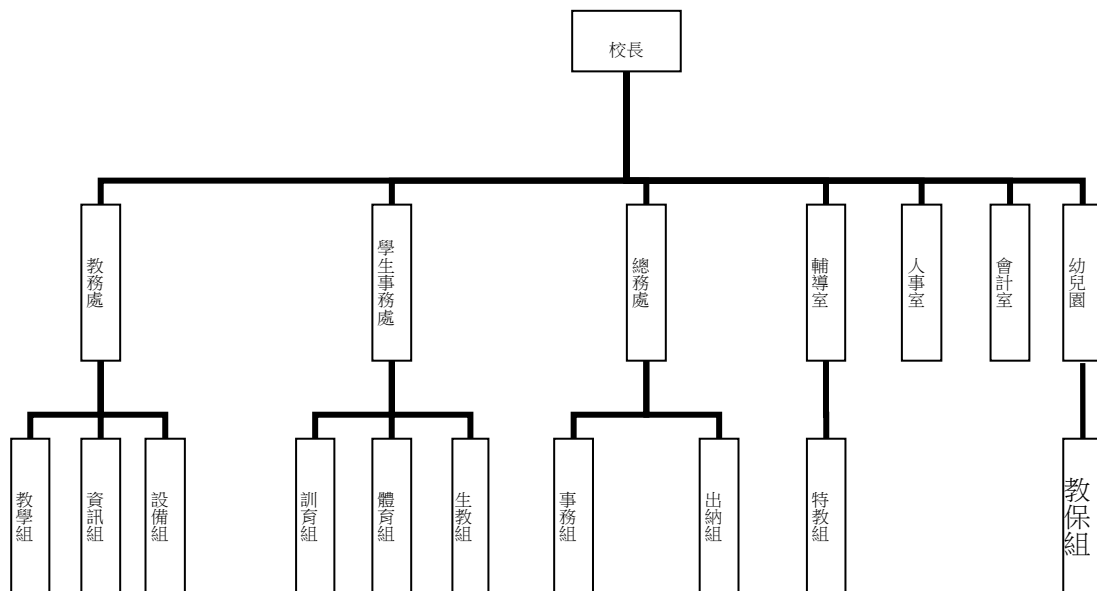 校長
教務處
學生事務處
總務處
輔導室
人事室
會計室
幼兒園
教學組
資訊組
設備組
訓育組
體育組
生教組
事務組
出納組
特教組
教保組